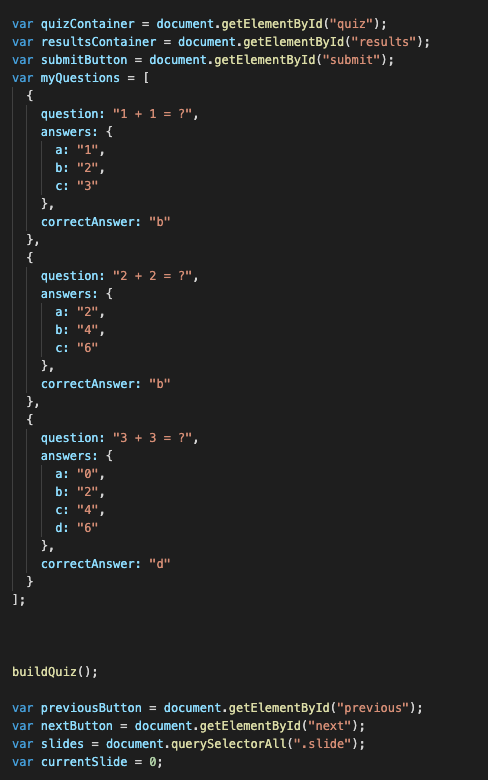 var quizContainer = document.getElementById("quiz");
var resultsContainer = document.getElementById("results");
var submitButton = document.getElementById("submit");
var myQuestions = [
  {
    question: "1 + 1 = ?",
    answers: {
      a: "1",
      b: "2",
      c: "3"
    },
    correctAnswer: "b"
  },
  {
    question: "2 + 2 = ?",
    answers: {
      a: "2",
      b: "4",
      c: "6"
    },
    correctAnswer: "b"
  },
  {
    question: "3 + 3 = ?",
    answers: {
      a: "0",
      b: "2",
      c: "4",
      d: "6"
    },
    correctAnswer: "d"
  }
];
buildQuiz();
var previousButton = document.getElementById("previous");
var nextButton = document.getElementById("next");
var slides = document.querySelectorAll(".slide");
var currentSlide = 0;